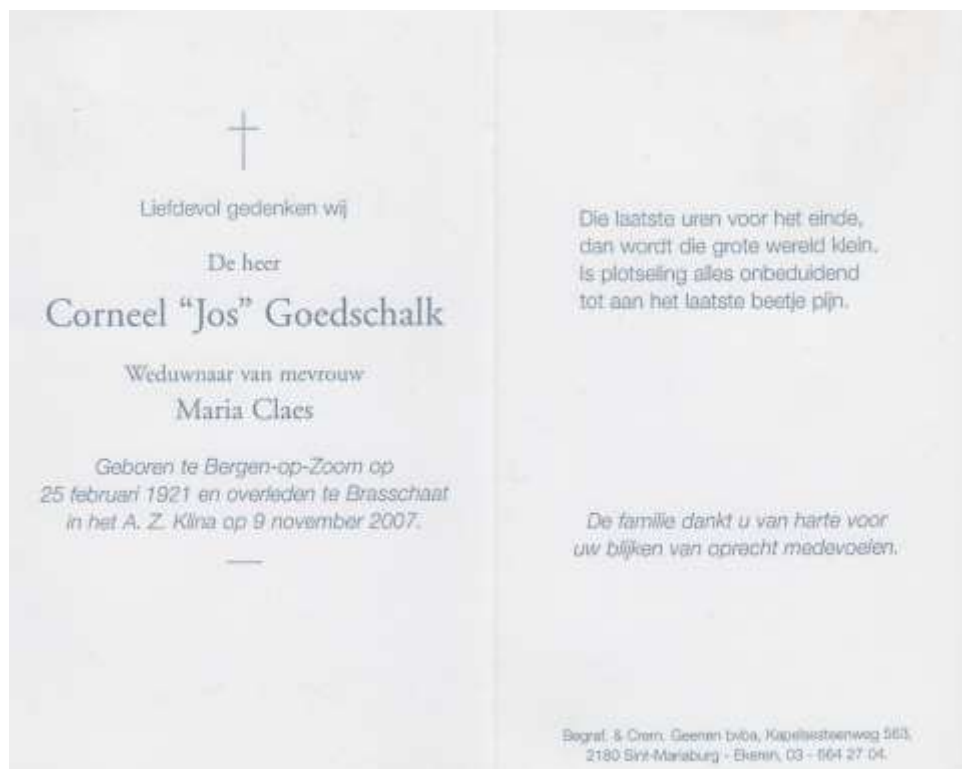 Liefdevol gedenken wij
De heer
Corneel "Jos" Goedschalk
Weduwnaar van mevrouw
Maria Claes
Geboren te Bergen-op-Zoom op
25 februari 1921 en overleden te Brasschaat
in het A. Z. Klina op 9 november 2007.
Die laatste uren voor het einde,
dan wordt die grote wereld klein.
Is plotseling alles onbeduidend
tot aan het laatste beetje pijn.
De familie dankt u van harte voor
uw blijken van oprecht medevoelen.
Begraf. & Crem. Geenen bvba, Kapelsesteenweg 563,
2180 Sint-Mariaburg - Ekeren, 03 - 664 27 04.